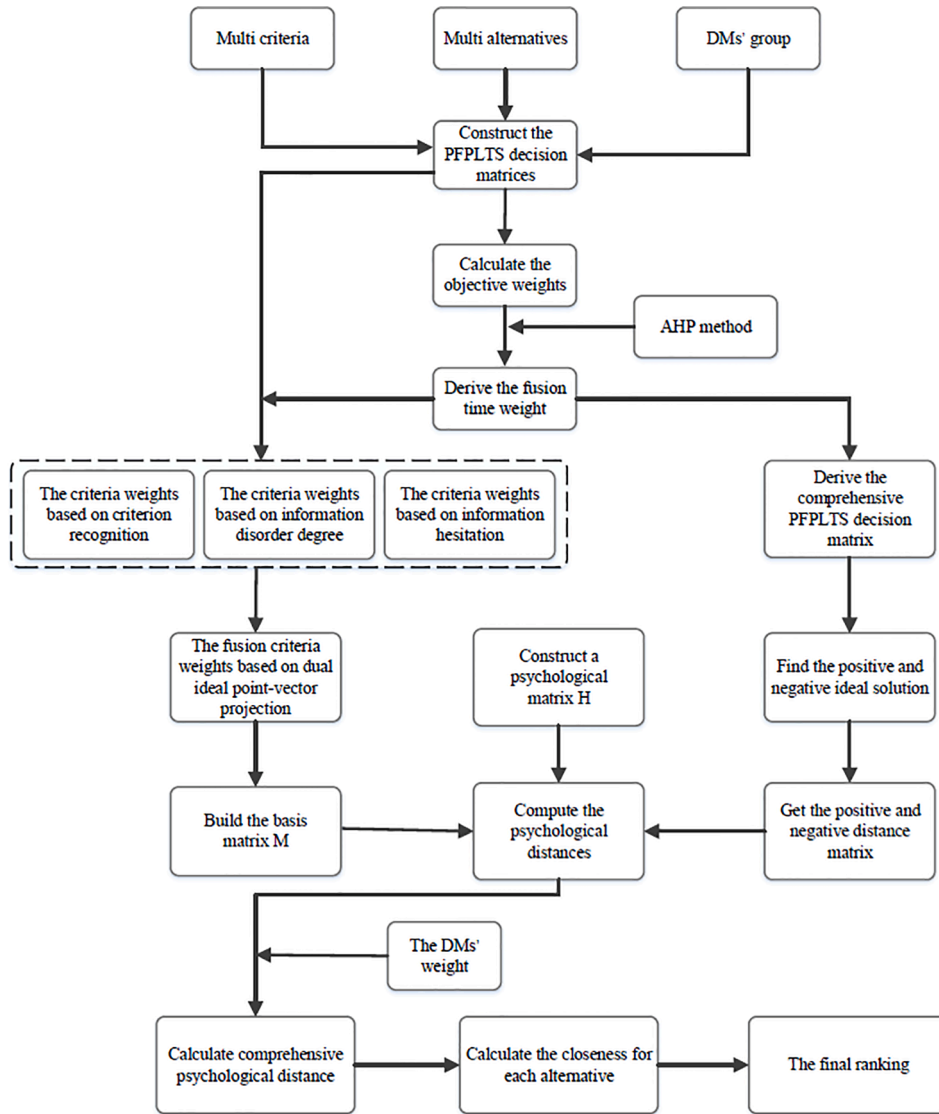 Multi criteria
Multi alternatives
DMs' group
Construct the
PFPLTS decision
matrices
Calculate the
objective weights
AHP method
Derive the fusion
time weight
The criteria weights
based on criterion
recognition
The criteria weights
based on information
disorder degree
The criteria weights
based on information
hesitation
Derive the
comprehensive
PFPLTS decision
matrix
The fusion criteria
weights based on dual
ideal point-vector
projection
Construct a
psychological
matrix H
Find the positive and
negative ideal solution
Build the basis
matrix M
Compute the
psychological
distances
Get the positive and
negative distance
matrix
The DMs'
weight
Calculate comprehensive
psychological distance
Calculate the closeness for
each alternative
The final ranking